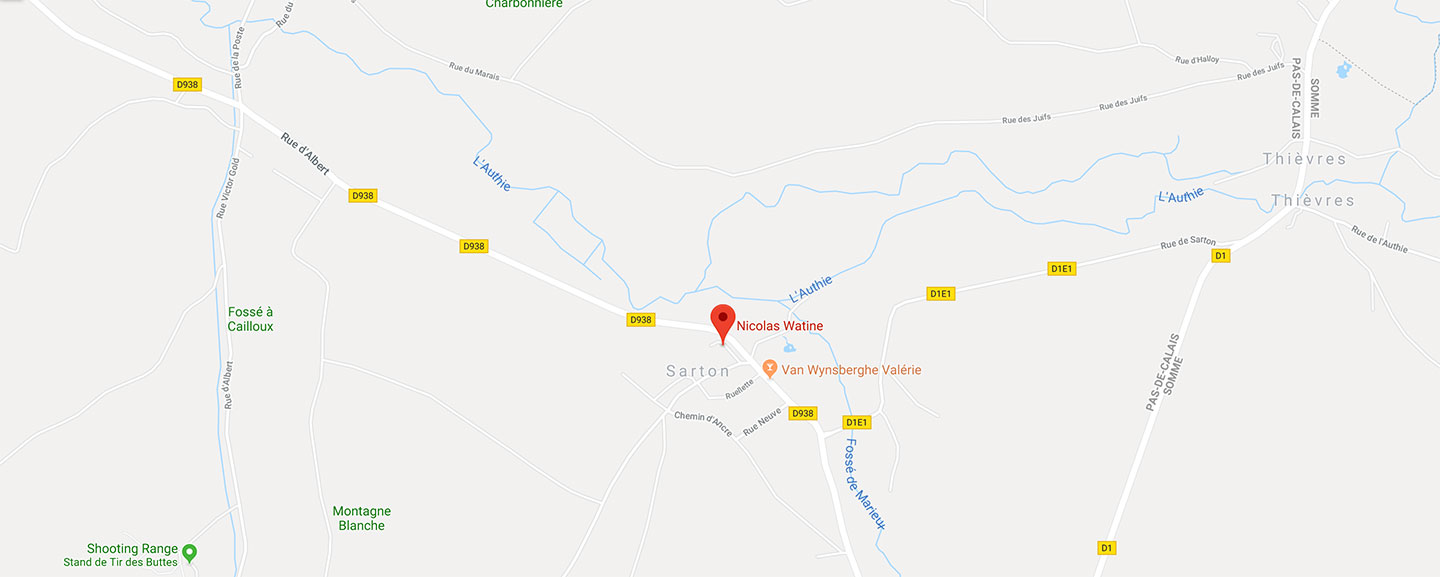 Charbonnière
Rue du
Rue de la Poste
D938
Rue du Marais
Rue d'Halloy
Rue des Juifs
Rue des Juifs
Rue des Juifs
PAS-DE-CALAIS
SOMME
Rue d'Albert
L'Authie
Thièvres
Rue Victor Gold
D938
L'Authie
Thièvres
D938
Rue de Sarton
Rue de l'Authie
D1
D1E1
L'Authie
D1E1
Fossé à
Cailloux
D938
Nicolas Watine
Sarton
Van Wynsberghe Valérie
PAS-DE-CALAIS
SOMME
Rue d'Albert
Ruellette
Chemin d'Ancre
Rue Neuve
D938
D1E1
Fossé de Marieux
Montagne
Blanche
Shooting Range
Stand de Tir des Buttes
D1